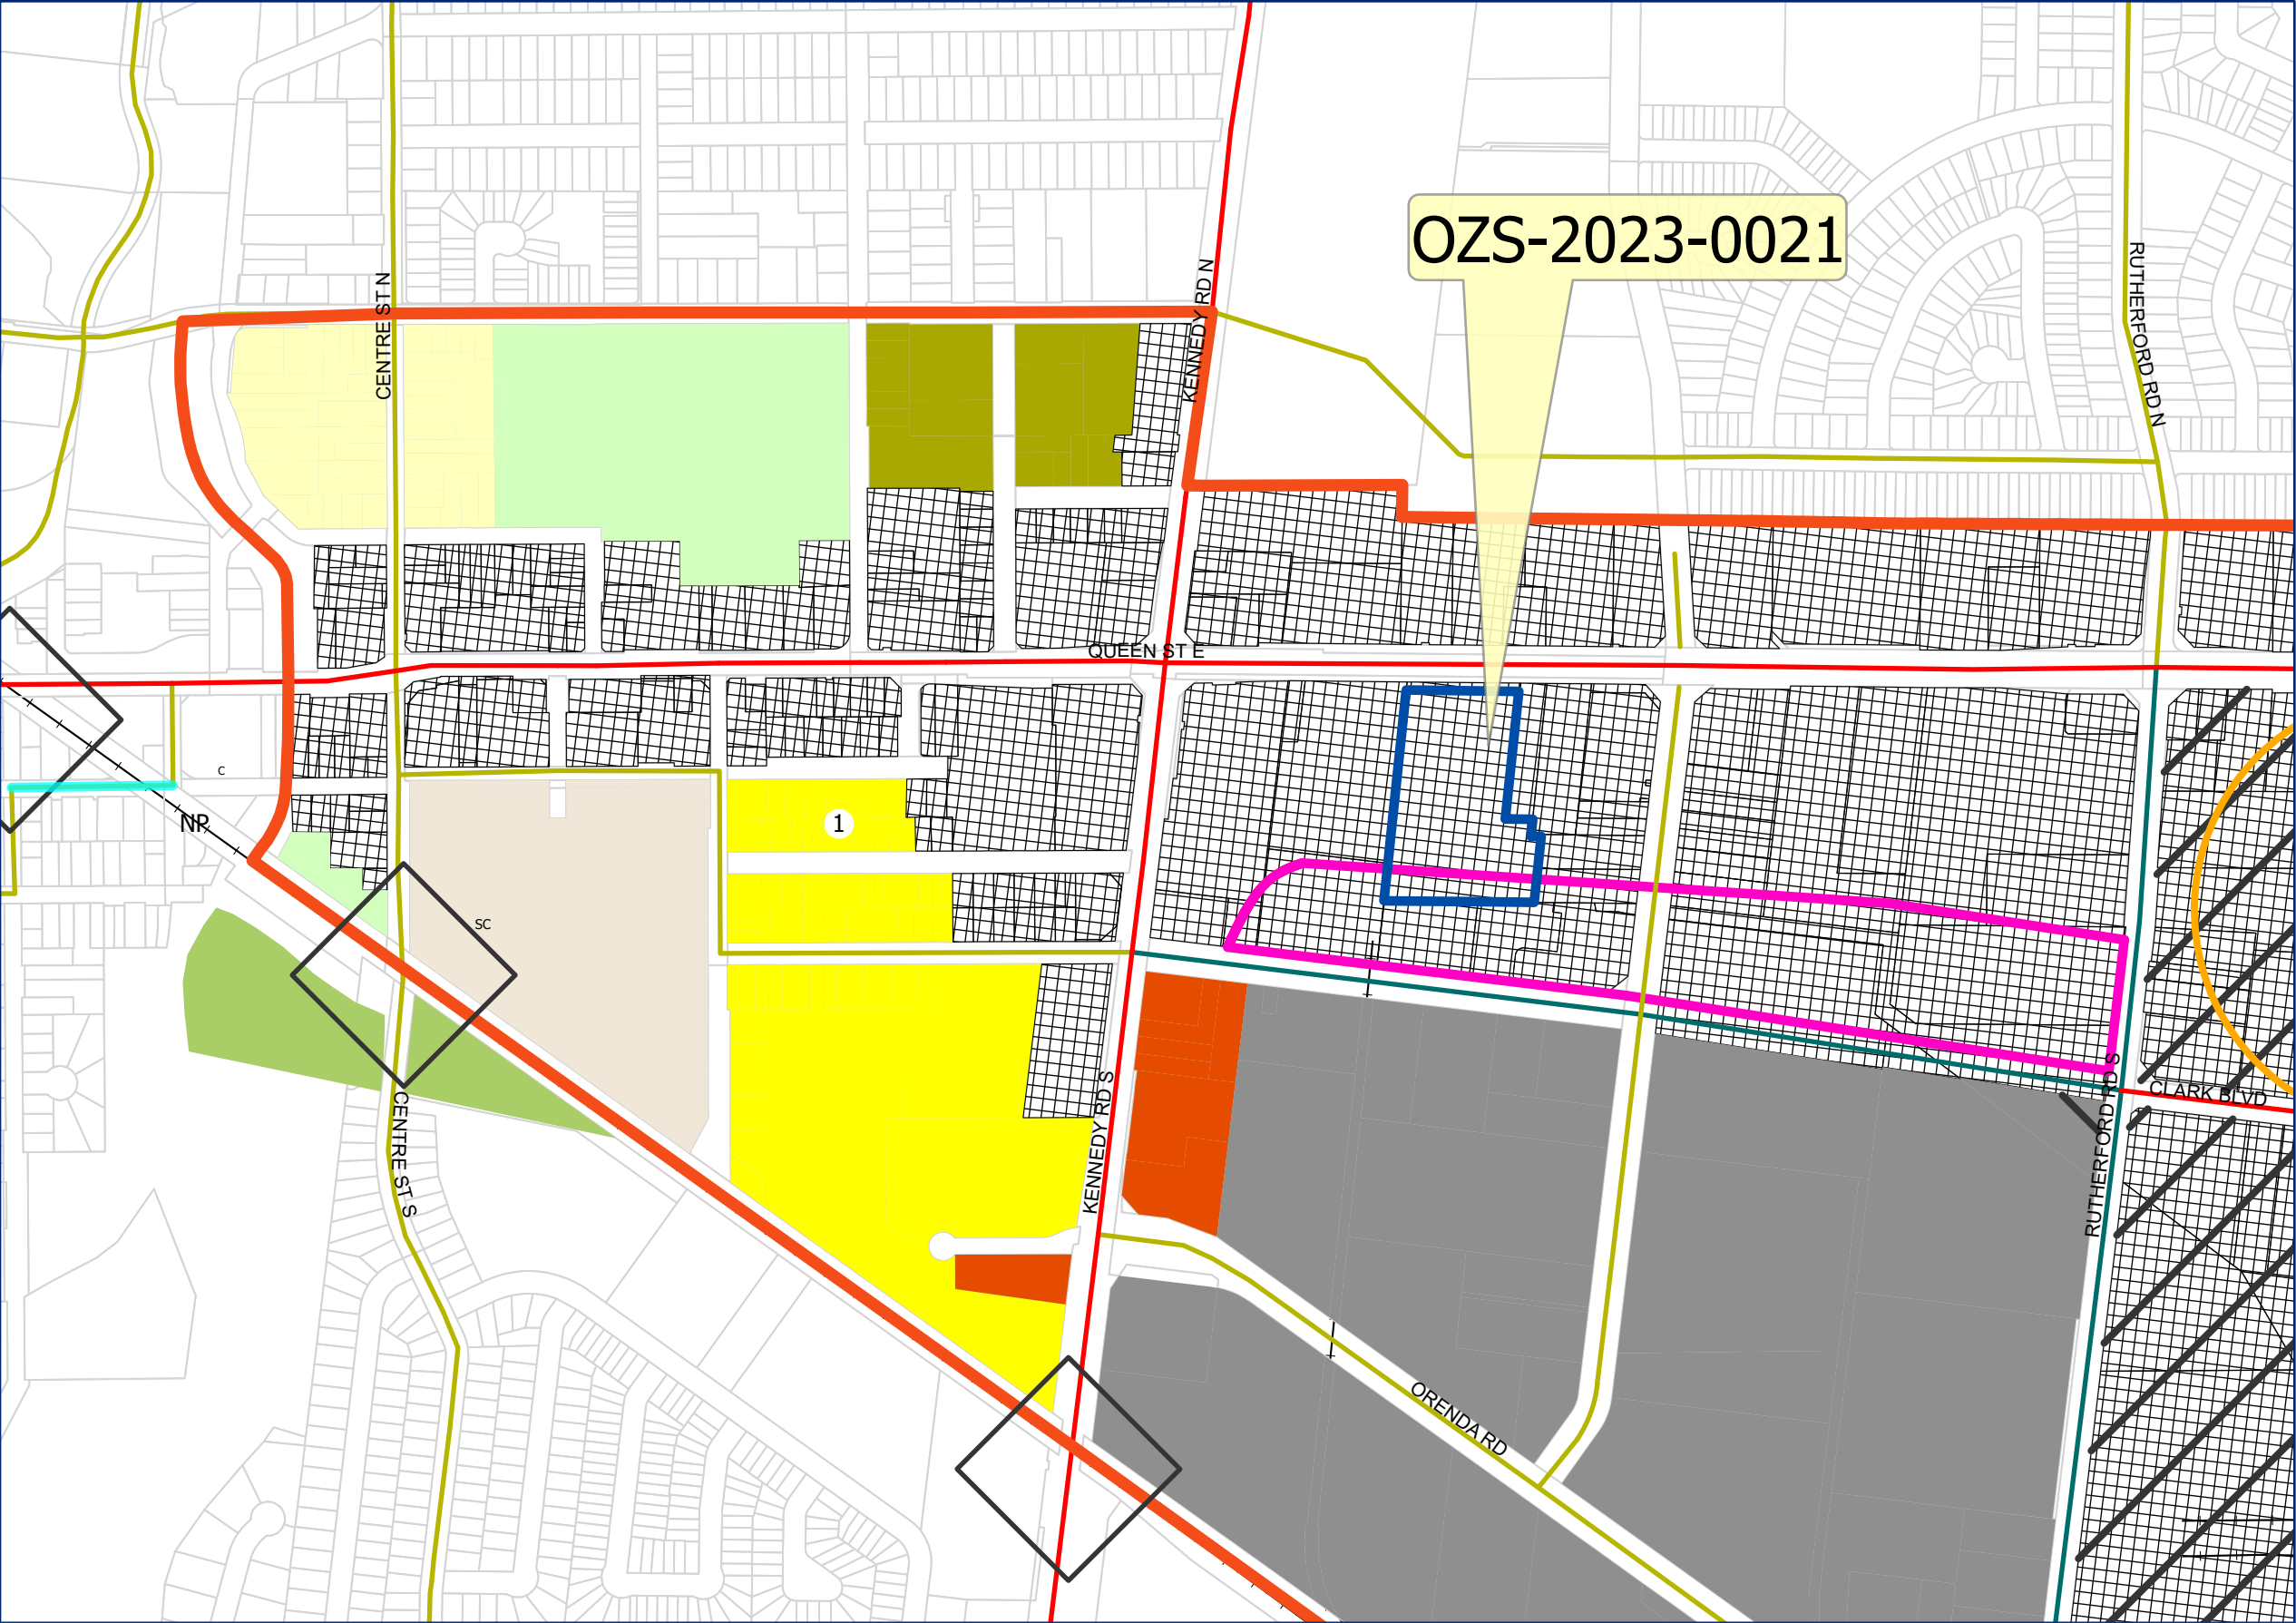 OZS-2023-0021
CENTRE ST N
KENNEDY RD N
RUTHERFORD RD N
QUEEN ST E
C
NP
1
SC
CENTRE ST S
KENNEDY RD S
RUTHERFORD RD S
CLARK BLVD
ORENDA RD